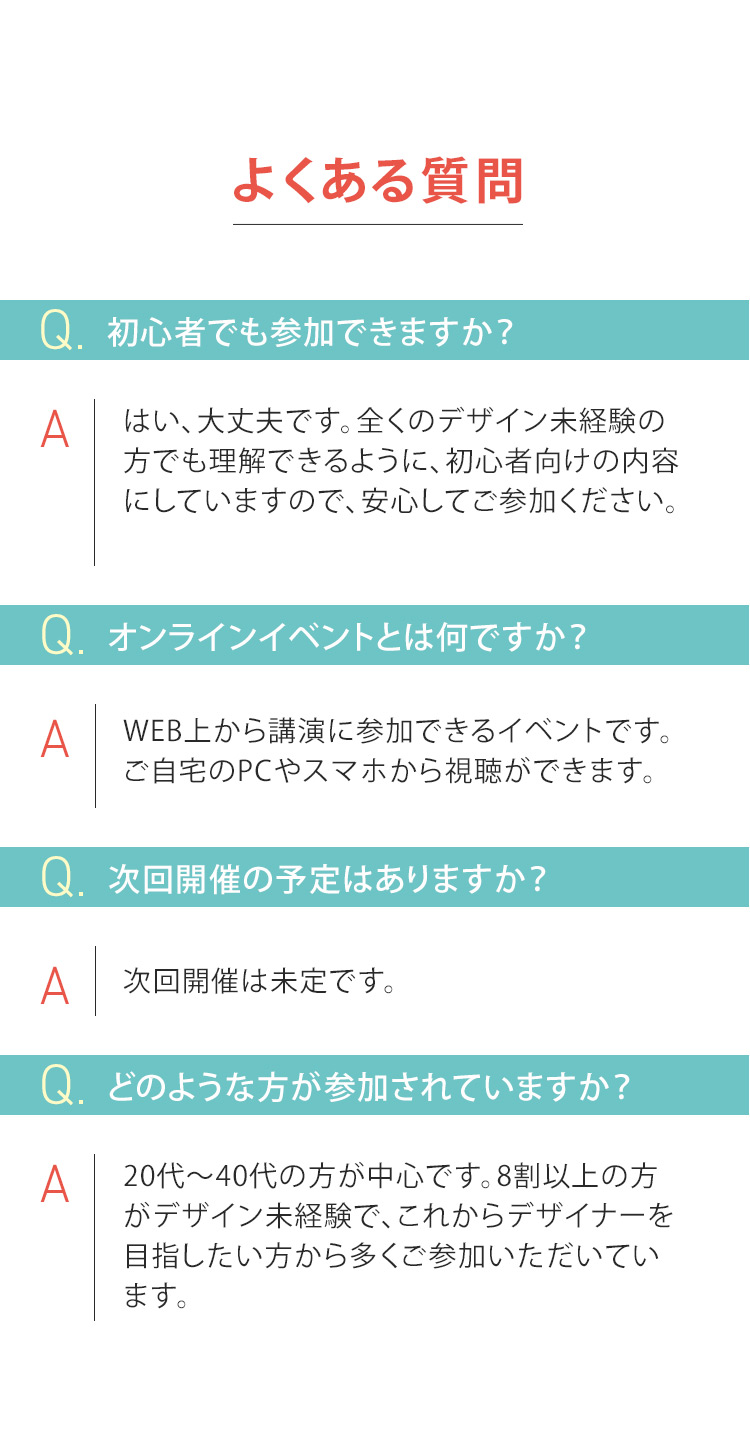 よくある質問
Q. 初心者でも参加できますか？
A
はい、大丈夫です。全くのデザイン未経験の
方でも理解できるように、初心者向けの内容
にしていますので、安心してご参加ください。
Q. オンラインイベントとは何ですか？
A
WEB上から講演に参加できるイベントです。
ご自宅のPCやスマホから視聴ができます。
Q. 次回開催の予定はありますか？
A
次回開催は未定です。
Q. どのような方が参加されていますか？
A
20代～40代の方が中心です。8割以上の方
がデザイン未経験で、これからデザイナーを
目指したい方から多くご参加いただいてい
ます。